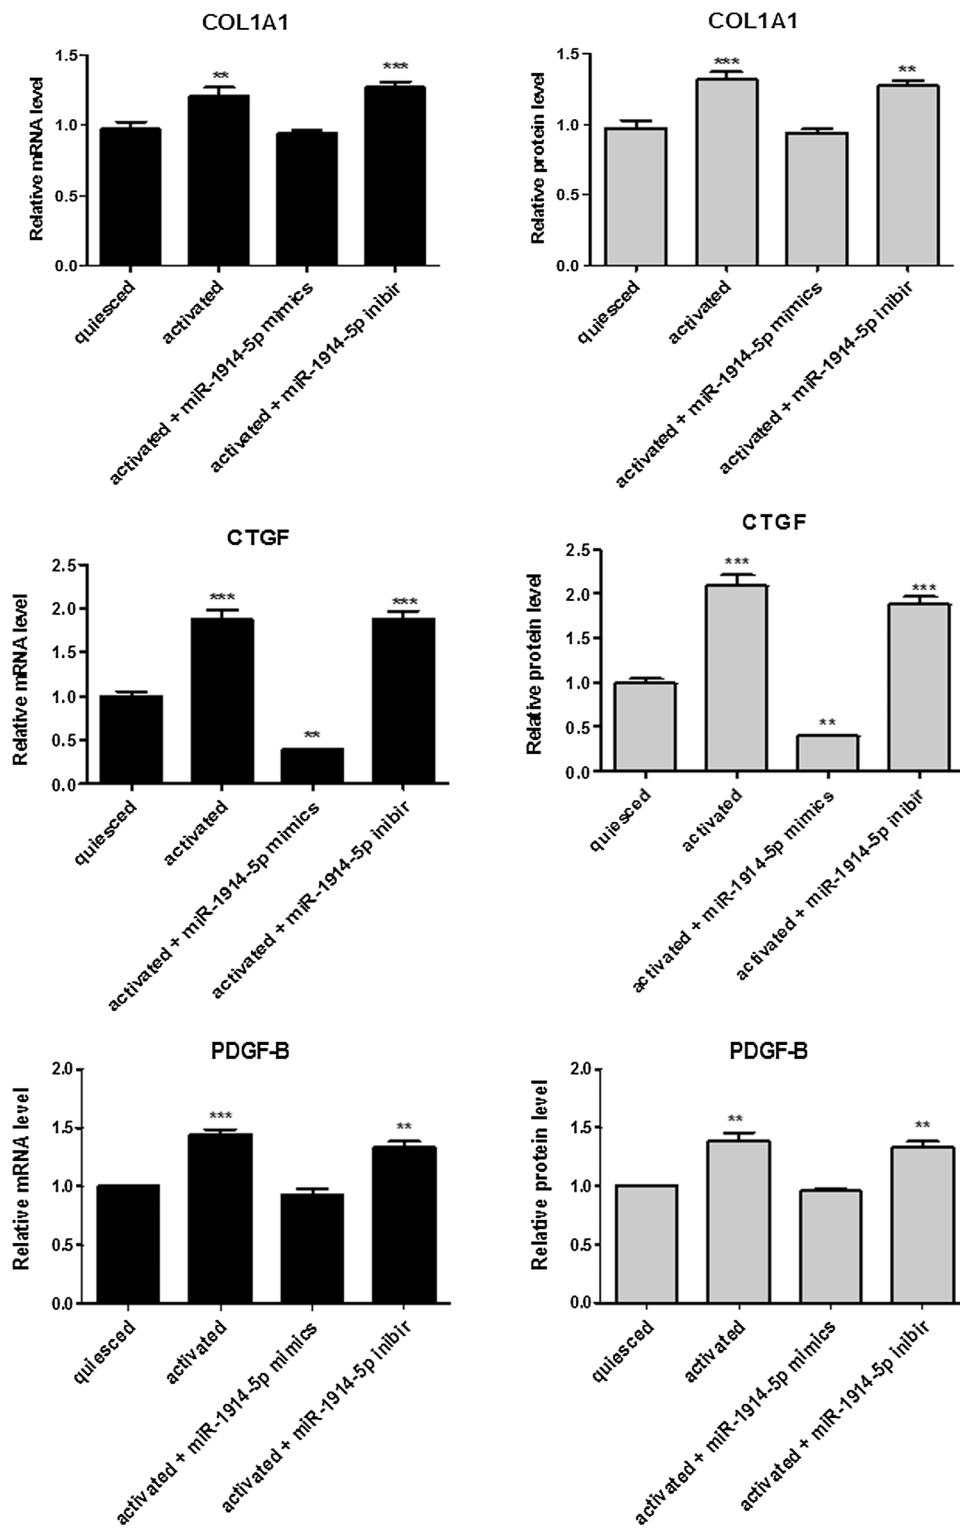 COL1A1
Relative mRNA level
1.5
1.0
0.5
0.0
**
***
quiesced
activated
activated + miR-1914-5p mimics
activated + miR-1914-5p inibir
COL1A1
Relative protein level
1.5
1.0
0.5
0.0
***
**
quiesced
activated
activated + miR-1914-5p mimics
activated + miR-1914-5p inibir
CTGF
Relative mRNA level
2.5
2.0
1.5
1.0
0.5
0.0
***
**
***
quiesced
activated
activated + miR-1914-5p mimics
activated + miR-1914-5p inibir
CTGF
Relative protein level
2.5
2.0
1.5
1.0
0.5
0.0
***
**
***
quiesced
activated
activated + miR-1914-5p mimics
activated + miR-1914-5p inibir
PDGF-B
Relative mRNA level
2.0
1.5
1.0
0.5
0.0
***
**
quiesced
activated
activated + miR-1914-5p mimics
activated + miR-1914-5p inibir
PDGF-B
Relative protein level
2.0
1.5
1.0
0.5
0.0
**
**
quiesced
activated
activated + miR-1914-5p mimics
activated + miR-1914-5p inibir